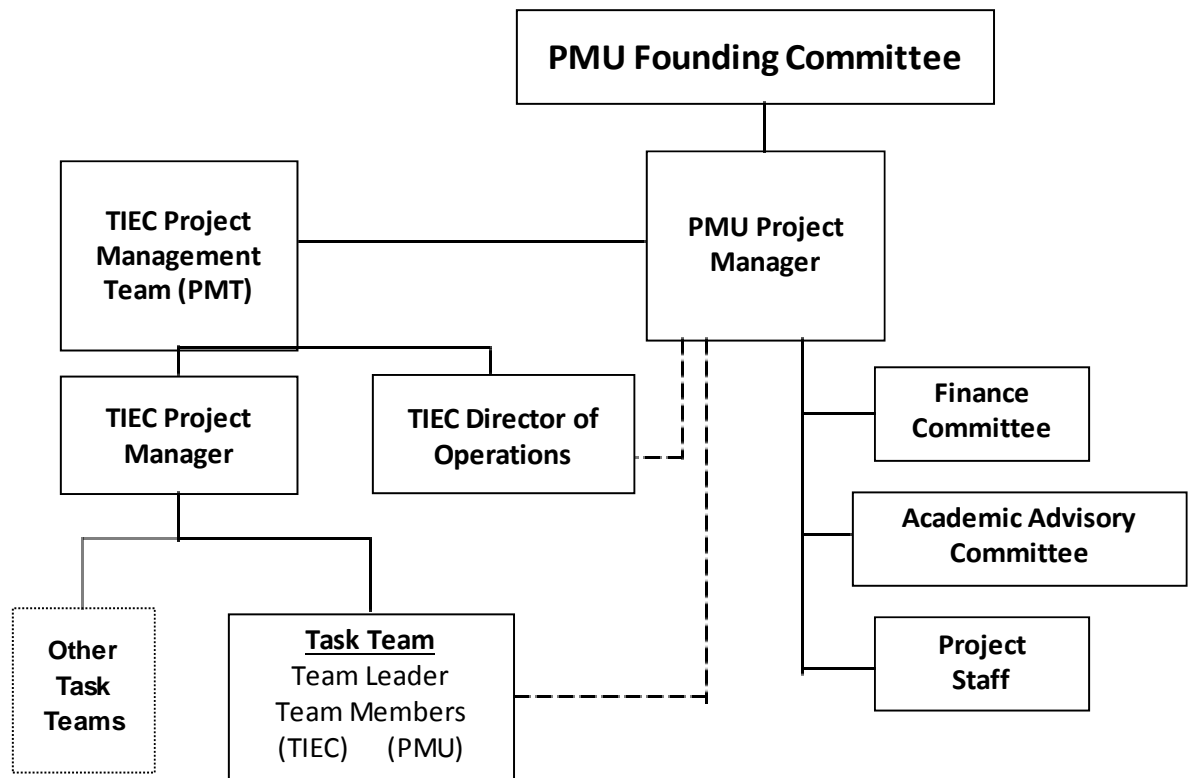 PMU Founding Committee
TIEC Project
Management
Team (PMT)
PMU Project
Manager
TIEC Project
Manager
TIEC Director of
Operations
Finance
Committee
Academic Advisory
Committee
Project
Staff
Other
Task
Teams
Task Team
Team Leader
Team Members
(TIEC) (PMU)